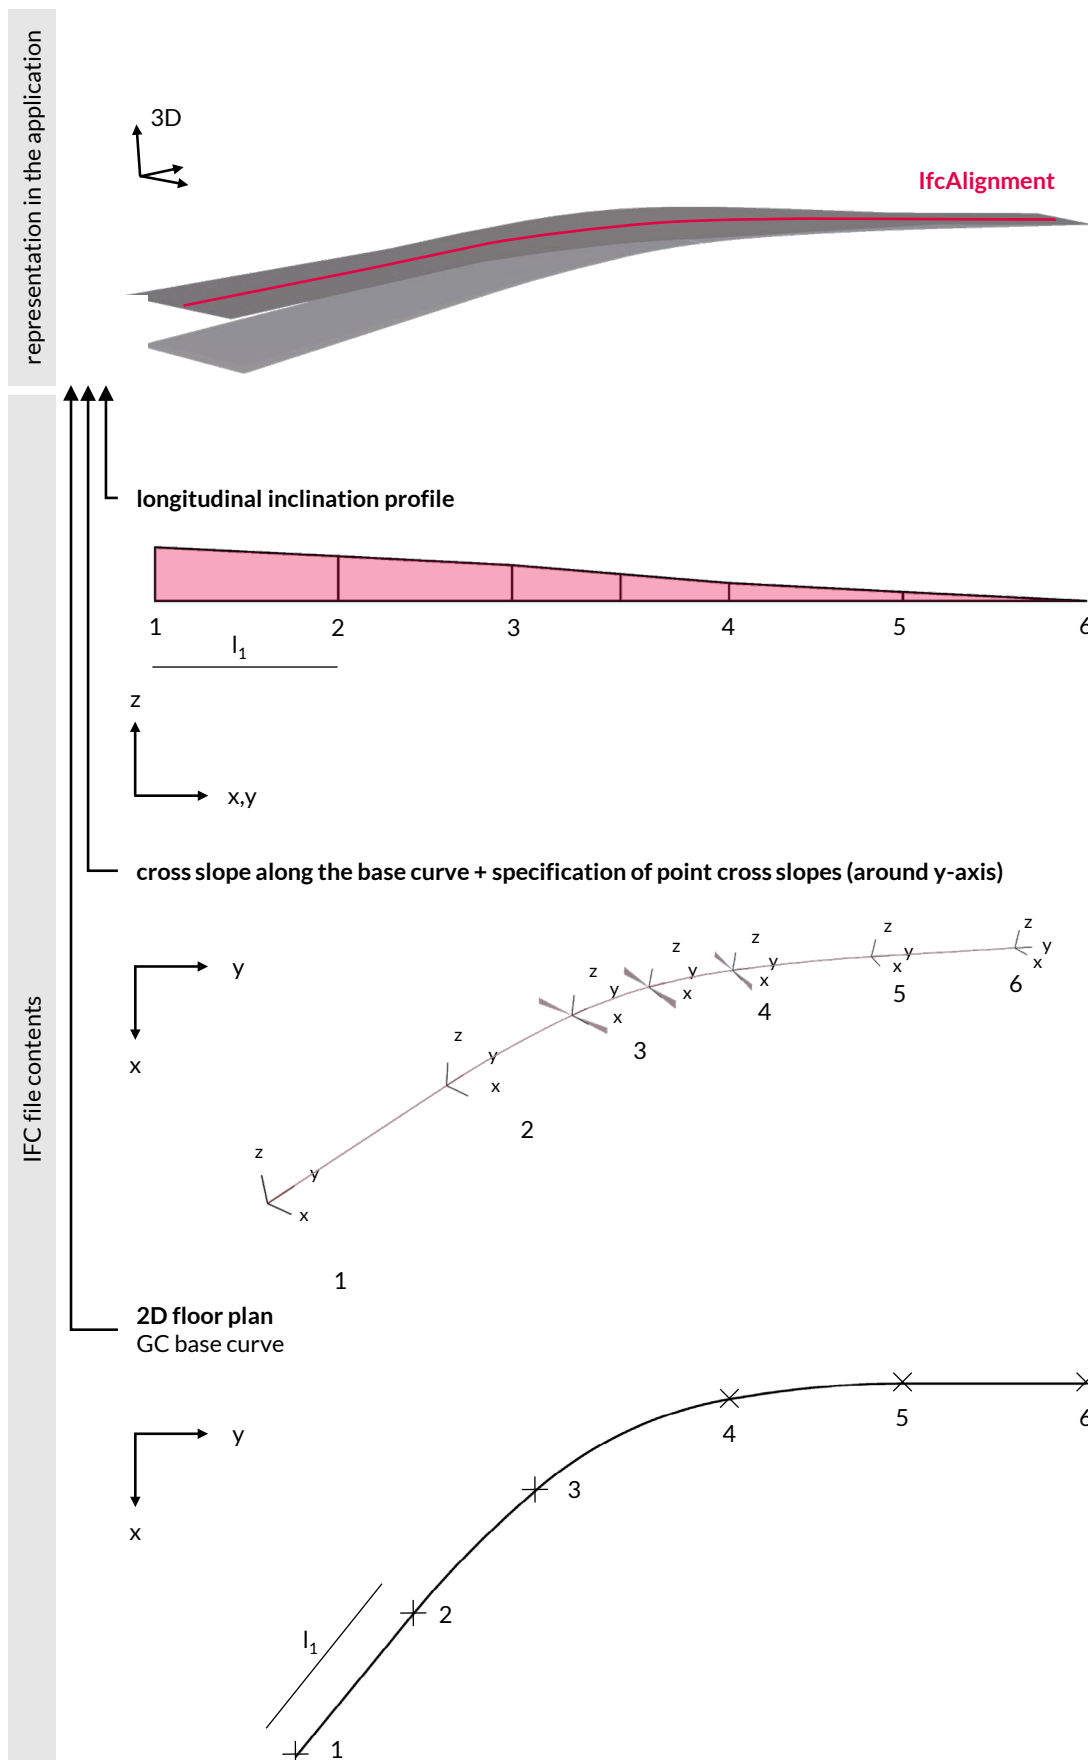 representation in the application
3D
IfcAlignment
longitudinal inclination profile
1 2 3 4 5 6
l1
z
x,y
cross slope along the base curve + specification of point cross slopes (around y-axis)
y
x
z
y
x
6
z
y
x
5
z
y
x
4
z
y
x
z
y
x
3
z
y
x
2
z
y
x
1
IFC file contents
2D floor plan
GC base curve
y
x
6
5
4
3
2
l1
1